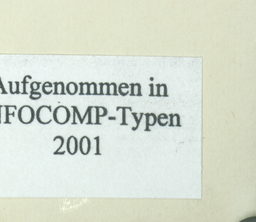 Aufgenommen in
NFOCOMP-Typen
2001